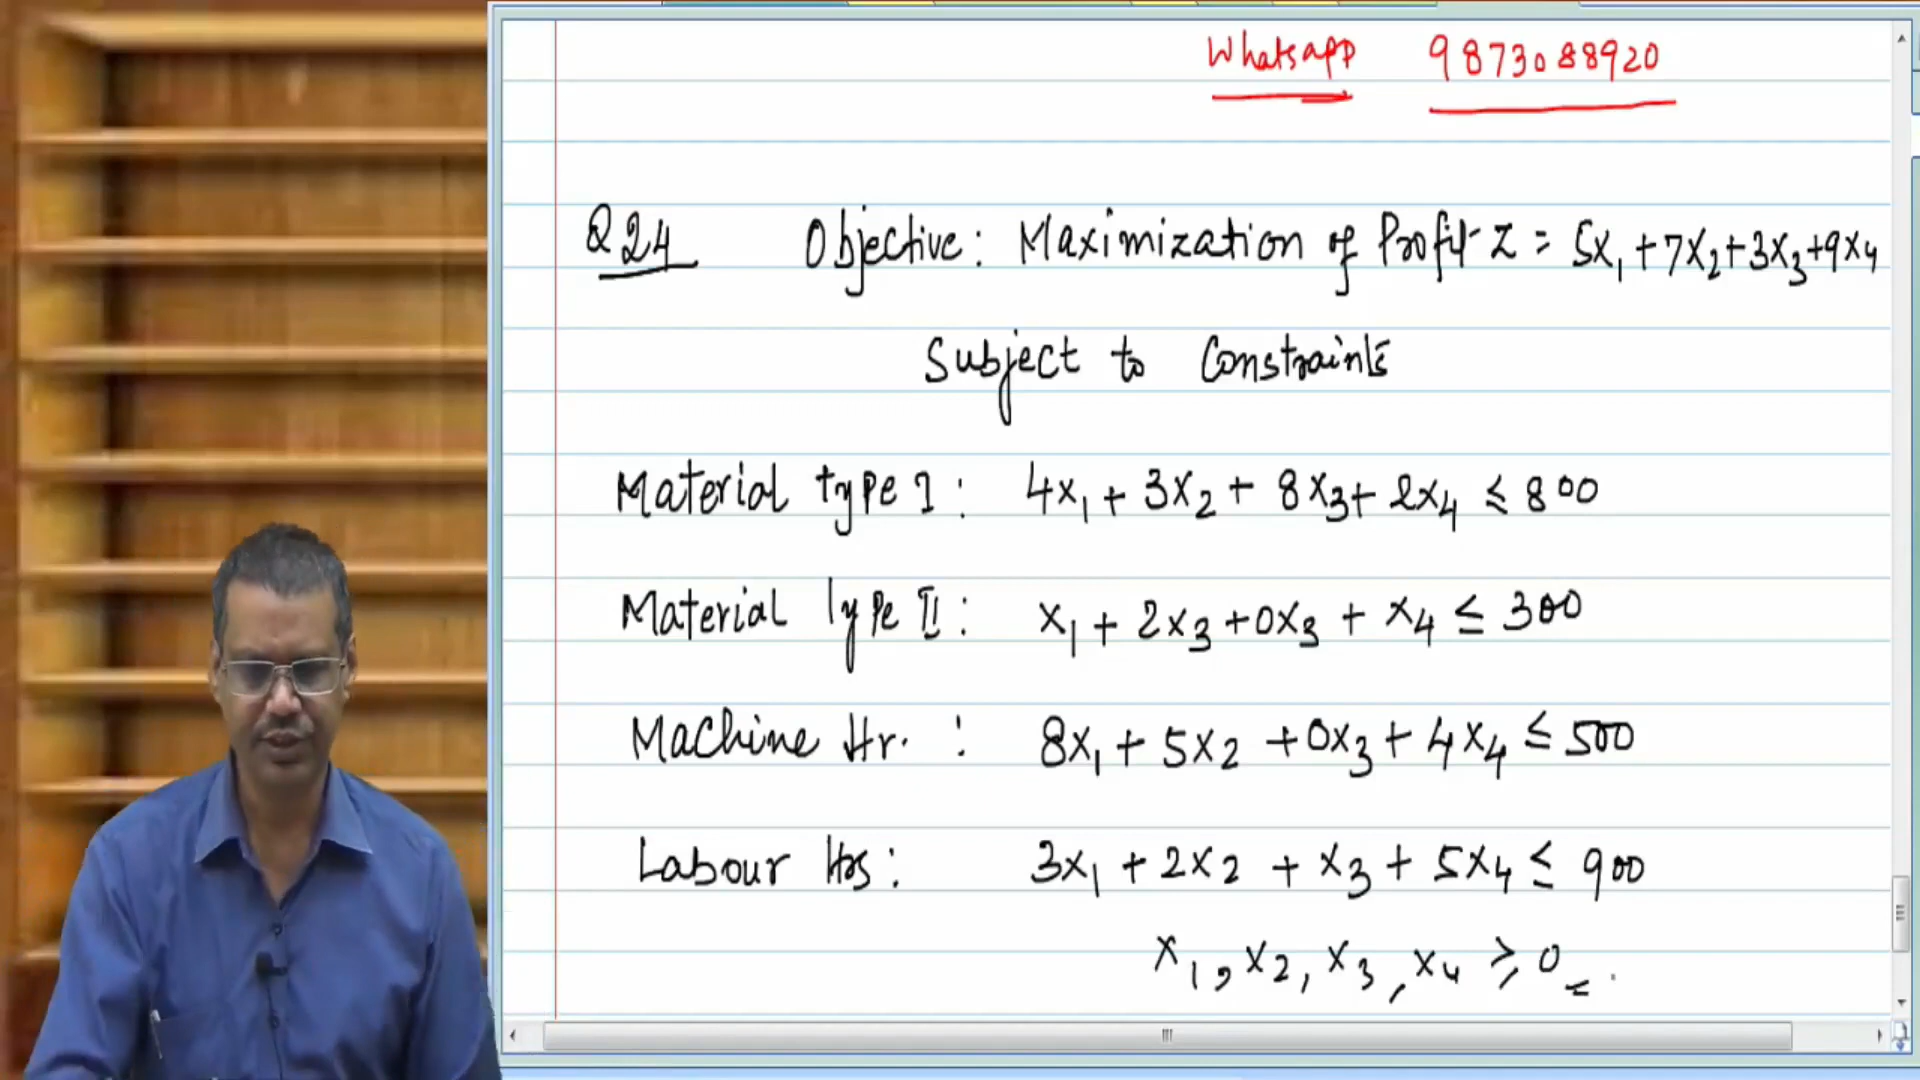 Whatsapp 9873088920
Q24 Objective: Maximization of Profit Z = 5x₁ + 7x₂ + 3x₃ + 9x₄
Subject to Constraints
Material type I: 4x₁ + 3x₂ + 8x₃ + 2x₄ ≤ 800
Material Type II: x₁ + 2x₃ + 0x₃ + x₄ ≤ 300
Machine Hr. : 8x₁ + 5x₂ + 0x₃ + 4x₄ ≤ 500
Labour Hrs: 3x₁ + 2x₂ + x₃ + 5x₄ ≤ 900
x₁, x₂, x₃, x₄ ≥ 0